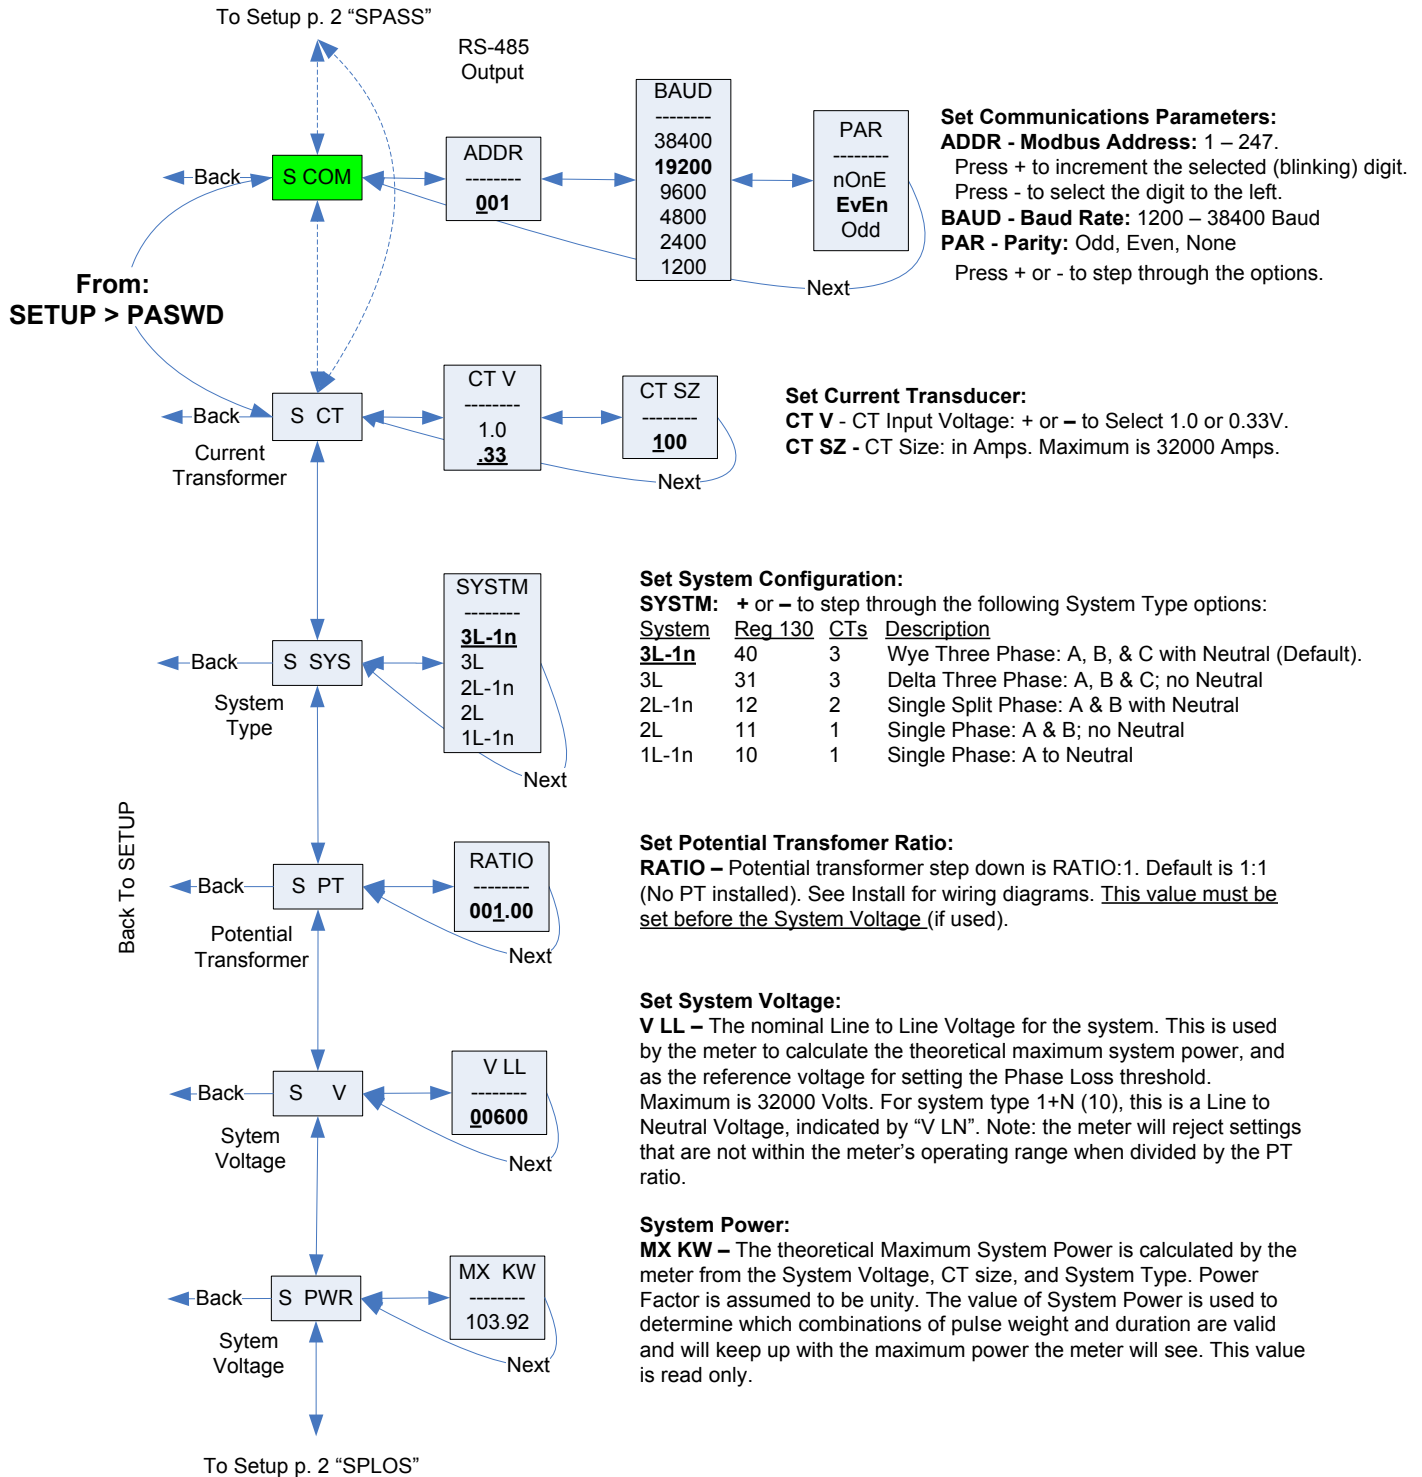 To Setup p. 2 “SPASS”
RS-485
Output
Back
S COM
ADDR
--------
001
BAUD
--------
38400
19200
9600
4800
2400
1200
PAR
--------
nOnE
EvEn
Odd
Next
Set Communications Parameters:
ADDR - Modbus Address: 1 – 247.
Press + to increment the selected (blinking) digit.
Press - to select the digit to the left.
BAUD - Baud Rate: 1200 – 38400 Baud
PAR - Parity: Odd, Even, None
Press + or - to step through the options.
From:
SETUP > PASWD
Back
S CT
Current
Transformer
CT V
--------
1.0
.33
CT SZ
--------
100
Next
Set Current Transducer:
CT V - CT Input Voltage: + or – to Select 1.0 or 0.33V.
CT SZ - CT Size: in Amps. Maximum is 32000 Amps.
Back
S SYS
System
Type
SYSTM
--------
3L-1n
3L
2L-1n
2L
1L-1n
Next
Set System Configuration:
SYSTM: + or – to step through the following System Type options:
System Reg 130 CTs Description
3L-1n 40 3 Wye Three Phase: A, B, & C with Neutral (Default).
3L 31 3 Delta Three Phase: A, B & C; no Neutral
2L-1n 12 2 Single Split Phase: A & B with Neutral
2L 11 1 Single Phase: A & B; no Neutral
1L-1n 10 1 Single Phase: A to Neutral
Back To SETUP
Back
S PT
Potential
Transformer
RATIO
--------
001.00
Next
Set Potential Transfomer Ratio:
RATIO – Potential transformer step down is RATIO:1. Default is 1:1
(No PT installed). See Install for wiring diagrams. This value must be
set before the System Voltage (if used).
Back
S V
Sytem
Voltage
V LL
--------
00600
Next
Set System Voltage:
V LL – The nominal Line to Line Voltage for the system. This is used
by the meter to calculate the theoretical maximum system power, and
as the reference voltage for setting the Phase Loss threshold.
Maximum is 32000 Volts. For system type 1+N (10), this is a Line to
Neutral Voltage, indicated by “V LN”. Note: the meter will reject settings
that are not within the meter’s operating range when divided by the PT
ratio.
Back
S PWR
Sytem
Voltage
MX KW
--------
103.92
Next
System Power:
MX KW – The theoretical Maximum System Power is calculated by the
meter from the System Voltage, CT size, and System Type. Power
Factor is assumed to be unity. The value of System Power is used to
determine which combinations of pulse weight and duration are valid
and will keep up with the maximum power the meter will see. This value
is read only.
To Setup p. 2 “SPLOS”